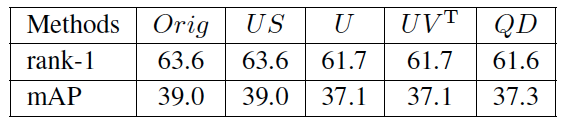 Methods Orig US U UVᵀ QD
rank-1 63.6 63.6 61.7 61.7 61.6
mAP 39.0 39.0 37.1 37.1 37.3